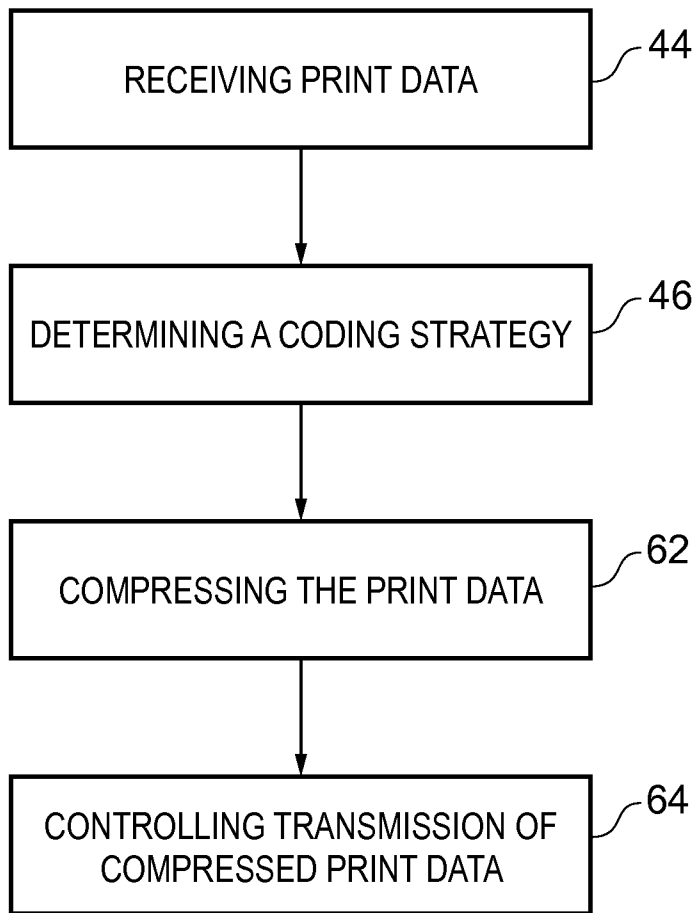 RECEIVING PRINT DATA
44
DETERMINING A CODING STRATEGY
46
COMPRESSING THE PRINT DATA
62
CONTROLLING TRANSMISSION OF
COMPRESSED PRINT DATA
64